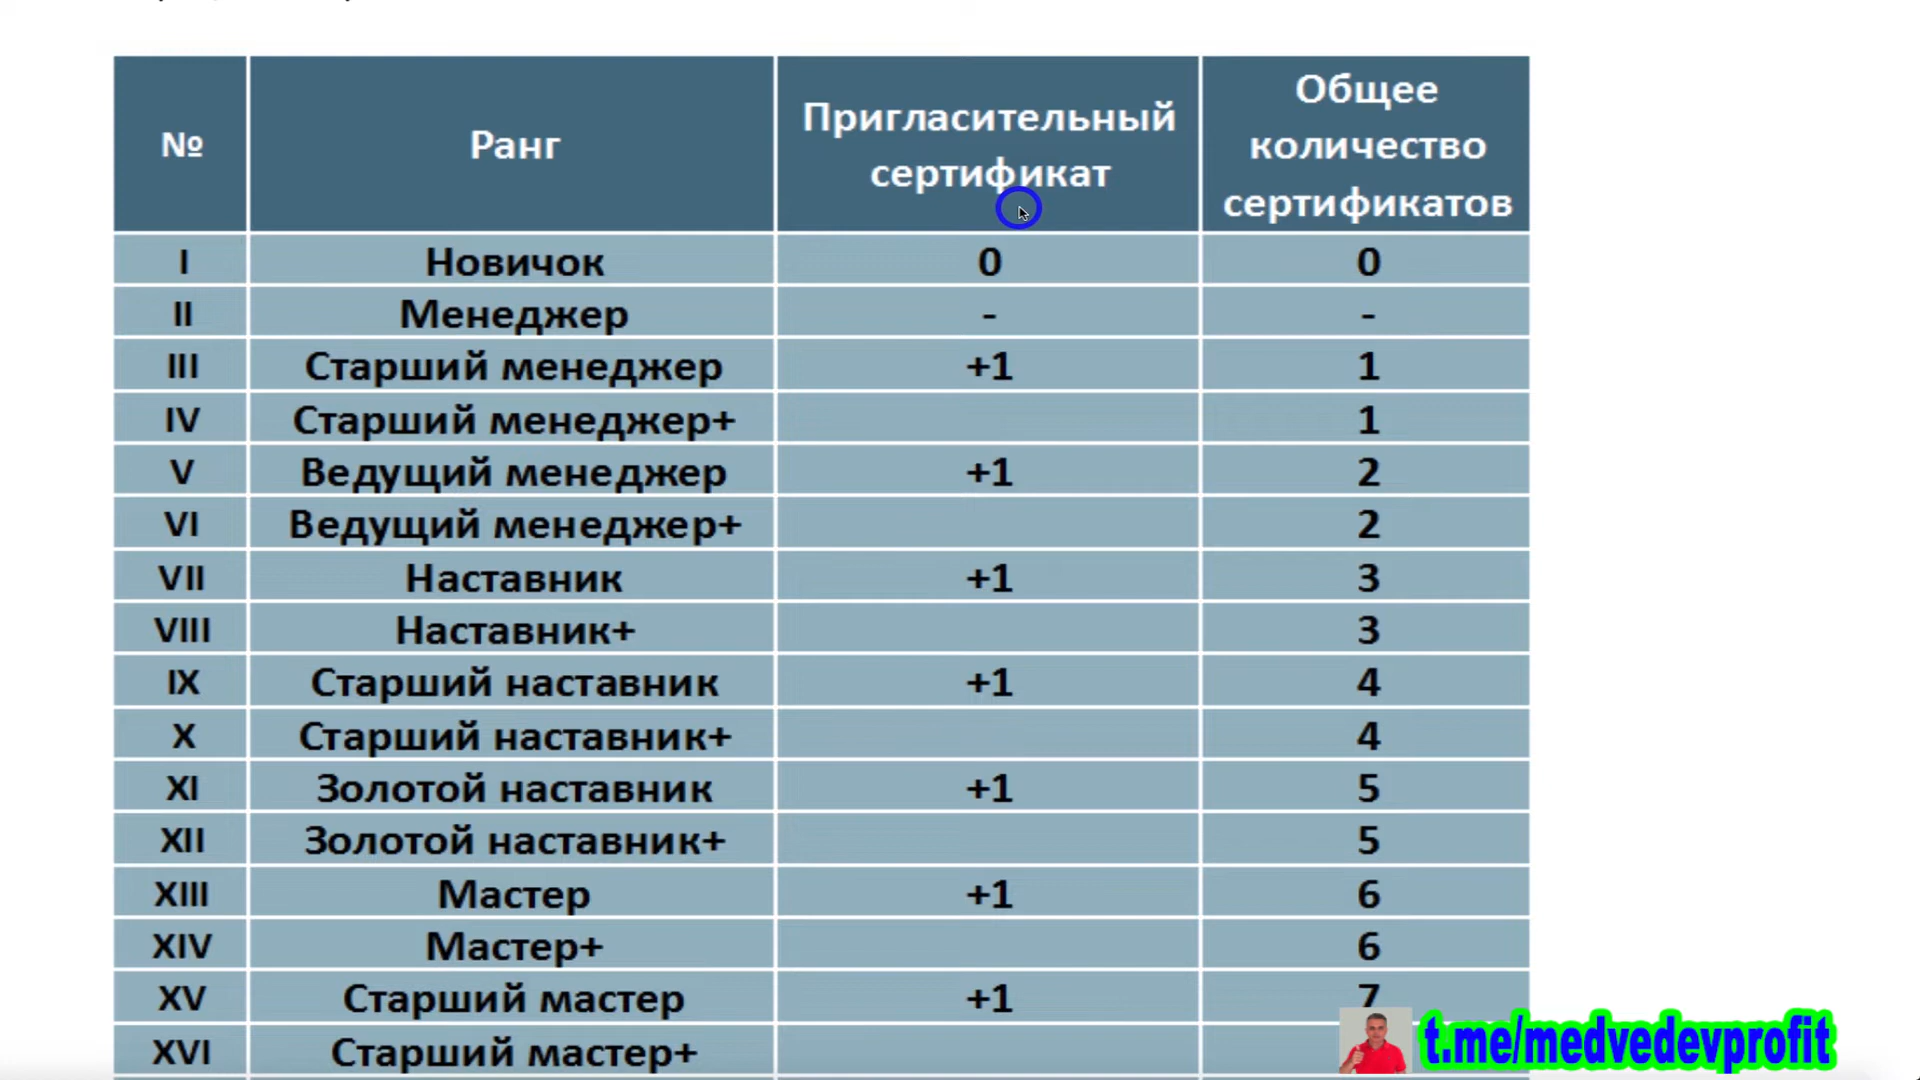 № Ранг Пригласительный сертификат Общее количество сертификатов
I Новичок 0 0
II Менеджер - -
III Старший менеджер +1 1
IV Старший менеджер+ 1
V Ведущий менеджер +1 2
VI Ведущий менеджер+ 2
VII Наставник +1 3
VIII Наставник+ 3
IX Старший наставник +1 4
X Старший наставник+ 4
XI Золотой наставник +1 5
XII Золотой наставник+ 5
XIII Мастер +1 6
XIV Мастер+ 6
XV Старший мастер +1 7
XVI Старший мастер+
t.me/medvedevprofit